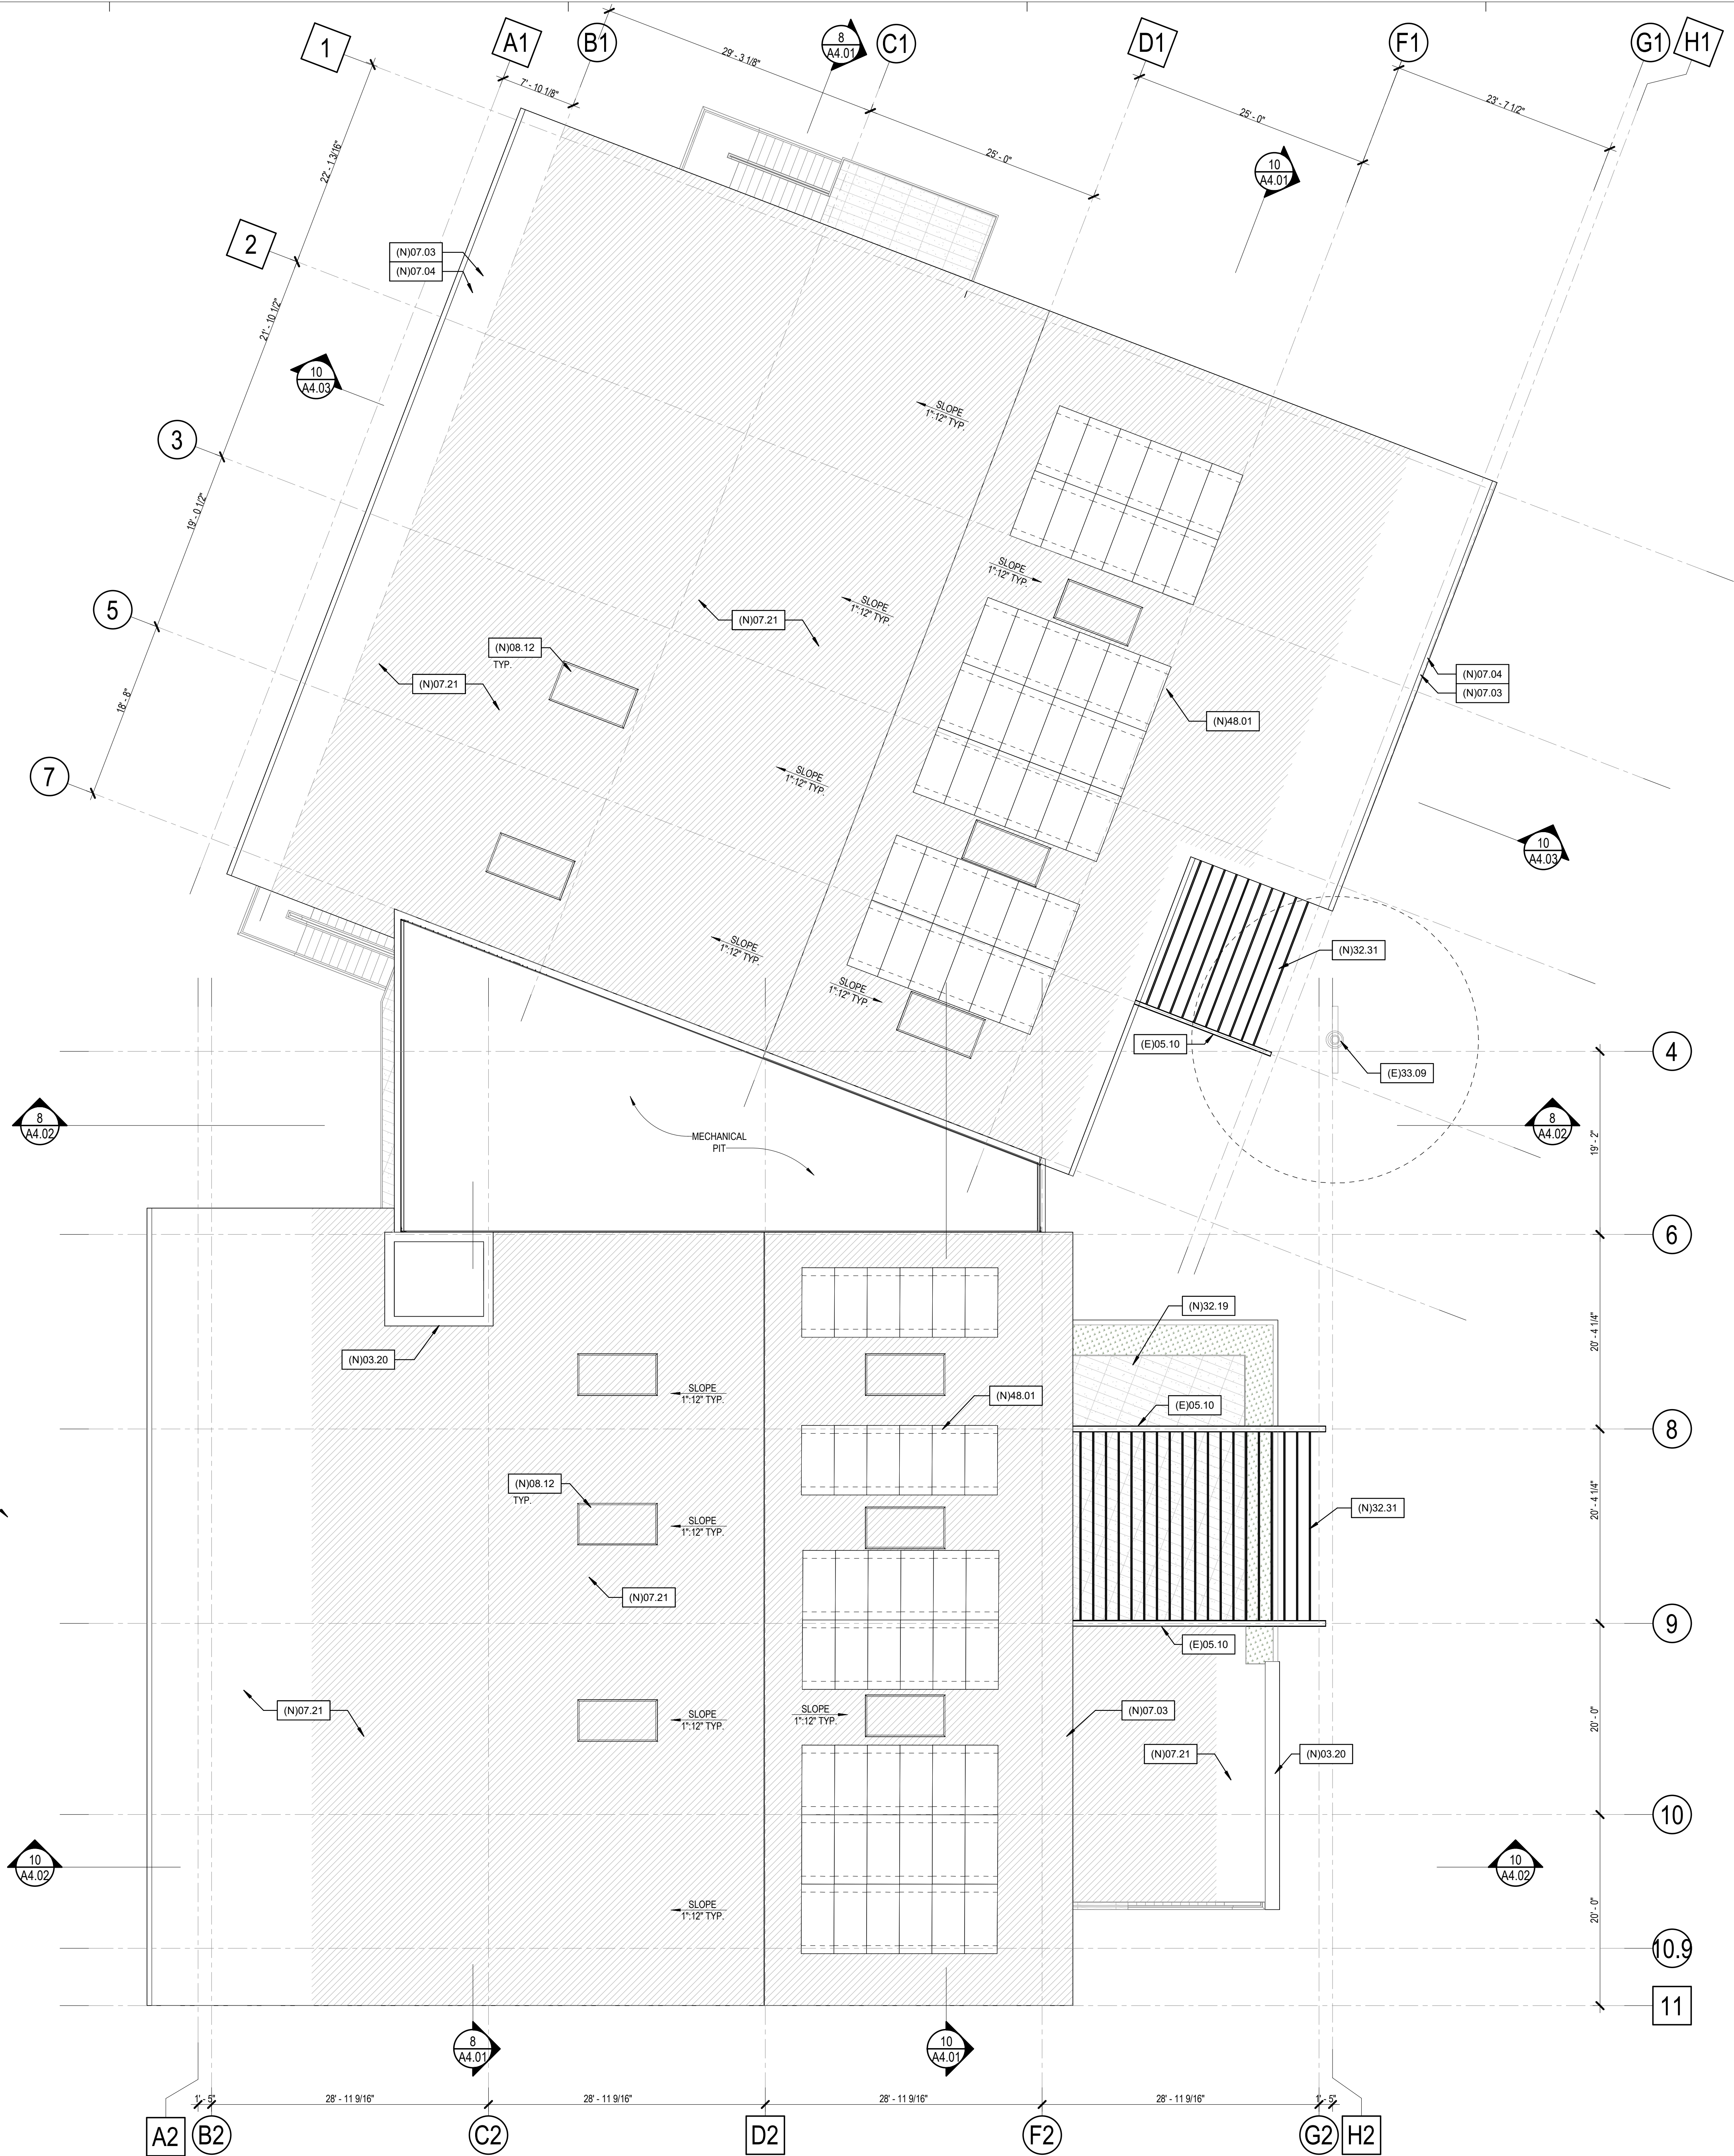 1
A1
B1
29' - 3 1/8"
8
A4.01
C1
D1
F1
G1
H1
7' - 10 1/8"
25' - 0"
23' - 7 1/2"
22' - 1 3/16"
25' - 0"
10
A4.01
2
(N)07.03
(N)07.04
21' - 10 1/2"
10
A4.03
SLOPE
1":12" TYP.
3
19' - 0 1/2"
SLOPE
1":12" TYP.
5
SLOPE
1":12" TYP.
(N)07.21
(N)08.12
TYP.
(N)07.21
(N)07.04
(N)07.03
18' - 8"
(N)48.01
7
SLOPE
1":12" TYP.
10
A4.03
SLOPE
1":12" TYP.
(N)32.31
SLOPE
1":12" TYP.
(E)05.10
4
(E)33.09
8
A4.02
MECHANICAL
PIT
8
A4.02
19' - 2"
6
(N)32.19
(N)03.20
20' - 4 1/4"
SLOPE
1":12" TYP.
(N)48.01
(E)05.10
8
(N)08.12
TYP.
SLOPE
1":12" TYP.
(N)32.31
20' - 4 1/4"
(N)07.21
9
(E)05.10
(N)07.21
SLOPE
1":12" TYP.
SLOPE
1":12" TYP.
(N)07.03
20' - 0"
(N)07.21
(N)03.20
10
10
A4.02
10
A4.02
SLOPE
1":12" TYP.
20' - 0"
10.9
11
8
A4.01
10
A4.01
1' - 5"
28' - 11 9/16"
28' - 11 9/16"
28' - 11 9/16"
28' - 11 9/16"
1' - 5"
A2
B2
C2
D2
F2
G2
H2